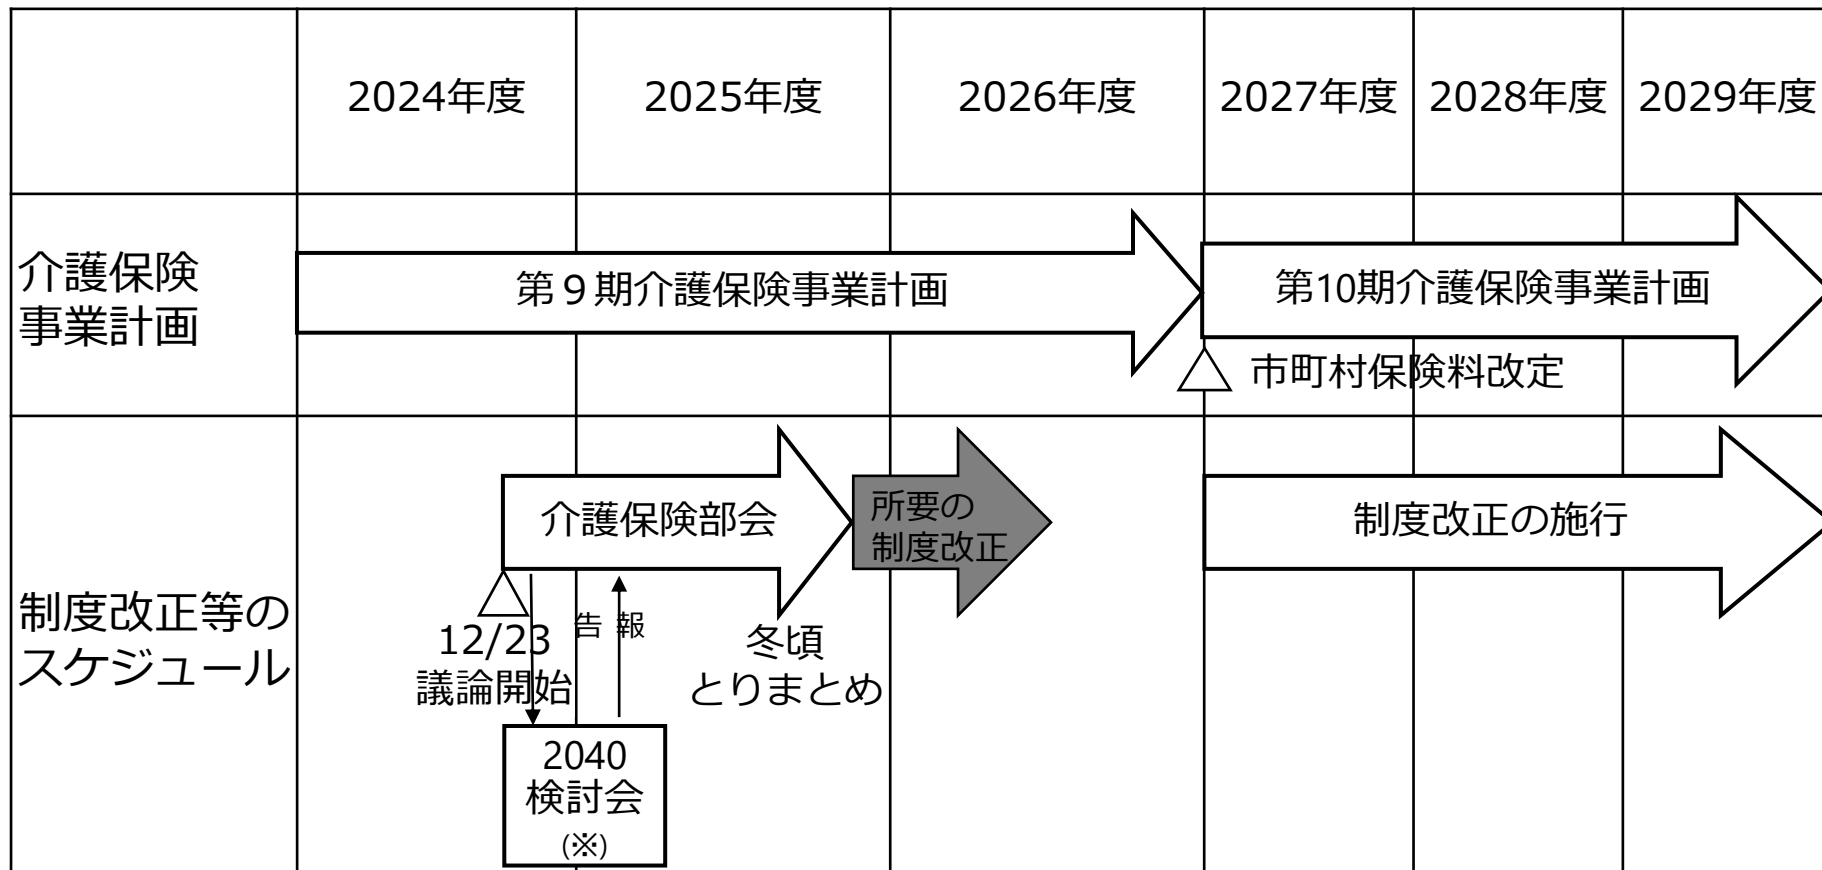 2024年度
2025年度
2026年度
2027年度
2028年度
2029年度
介護保険
事業計画
第９期介護保険事業計画
第10期介護保険事業計画
市町村保険料改定
制度改正等の
スケジュール
介護保険部会
所要の
制度改正
制度改正の施行
12/23
議論開始
報告
冬頃
とりまとめ
2040
検討会
(※)